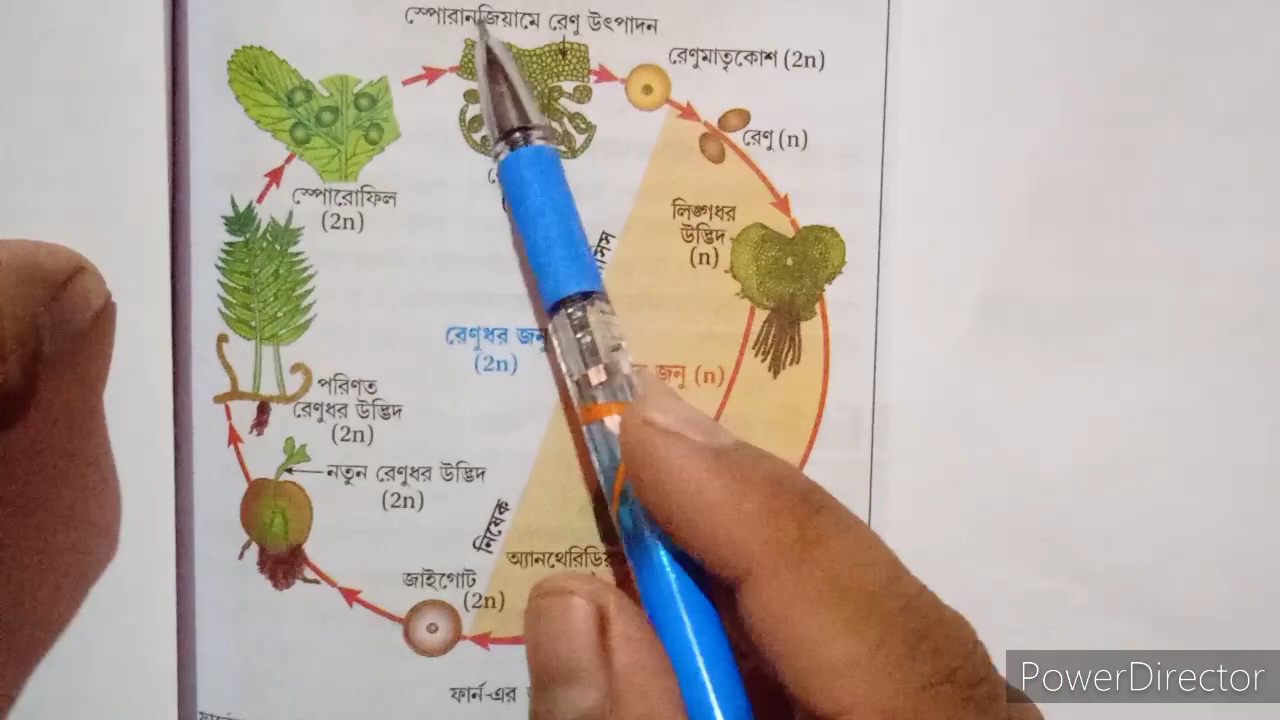 স্পোরানজিয়ামে রেণু উৎপাদন
রেণুমাতৃকোশ (2n)
রেণু (n)
স্পোরোফিল
(2n)
লিঙ্গধর
উদ্ভিদ
(n)
রেণুধর জনু
(2n)
জনু (n)
পরিণত
রেণুধর উদ্ভিদ
(2n)
নতুন রেণুধর উদ্ভিদ
(2n)
নিষেক
জাইগোট
(2n)
ফার্ন-এর
PowerDirector